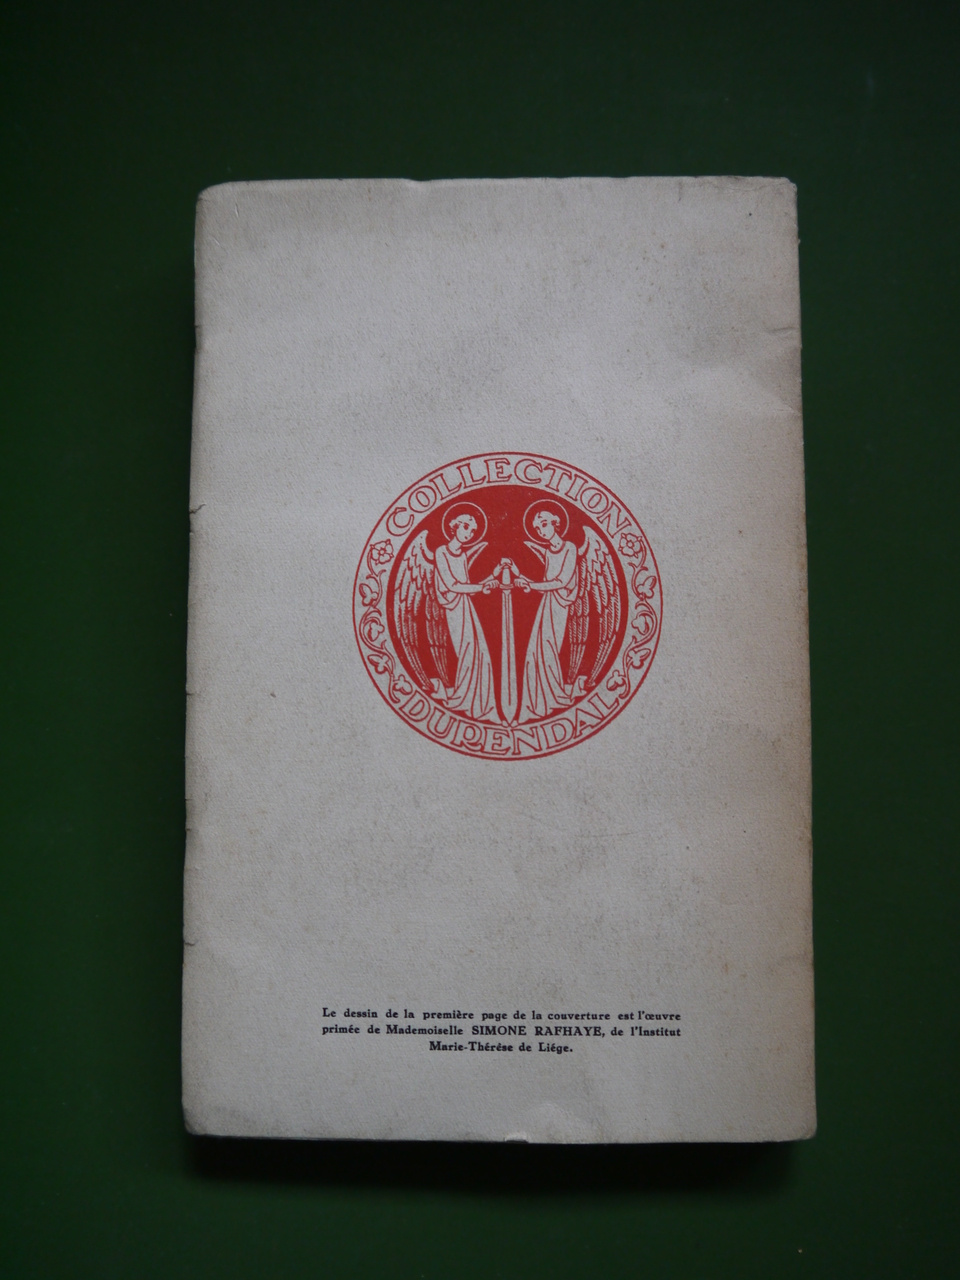 COLLECTION
DURENDAL
Le dessin de la première page de la couverture est l'œuvre
primée de Mademoiselle SIMONE RAFHAYE, de l'Institut
Marie-Thérèse de Liége.